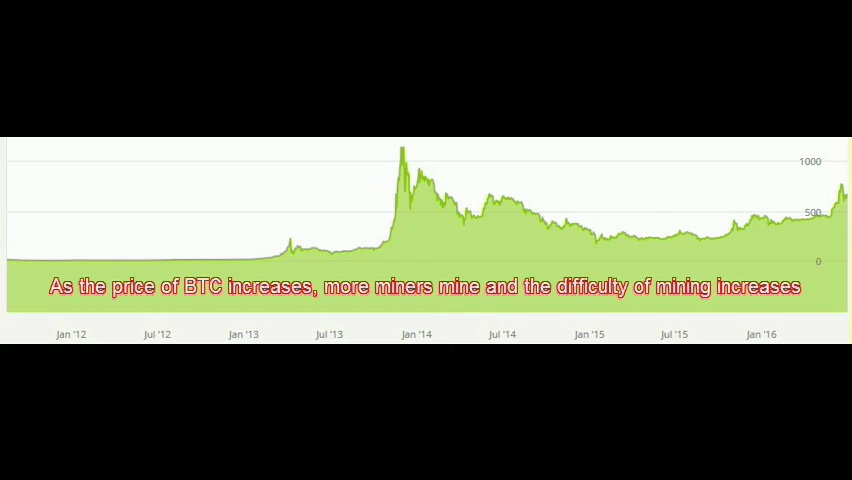 1000
500
0
As the price of BTC increases, more miners mine and the difficulty of mining increases
Jan '12 Jul '12 Jan '13 Jul '13 Jan '14 Jul '14 Jan '15 Jul '15 Jan '16